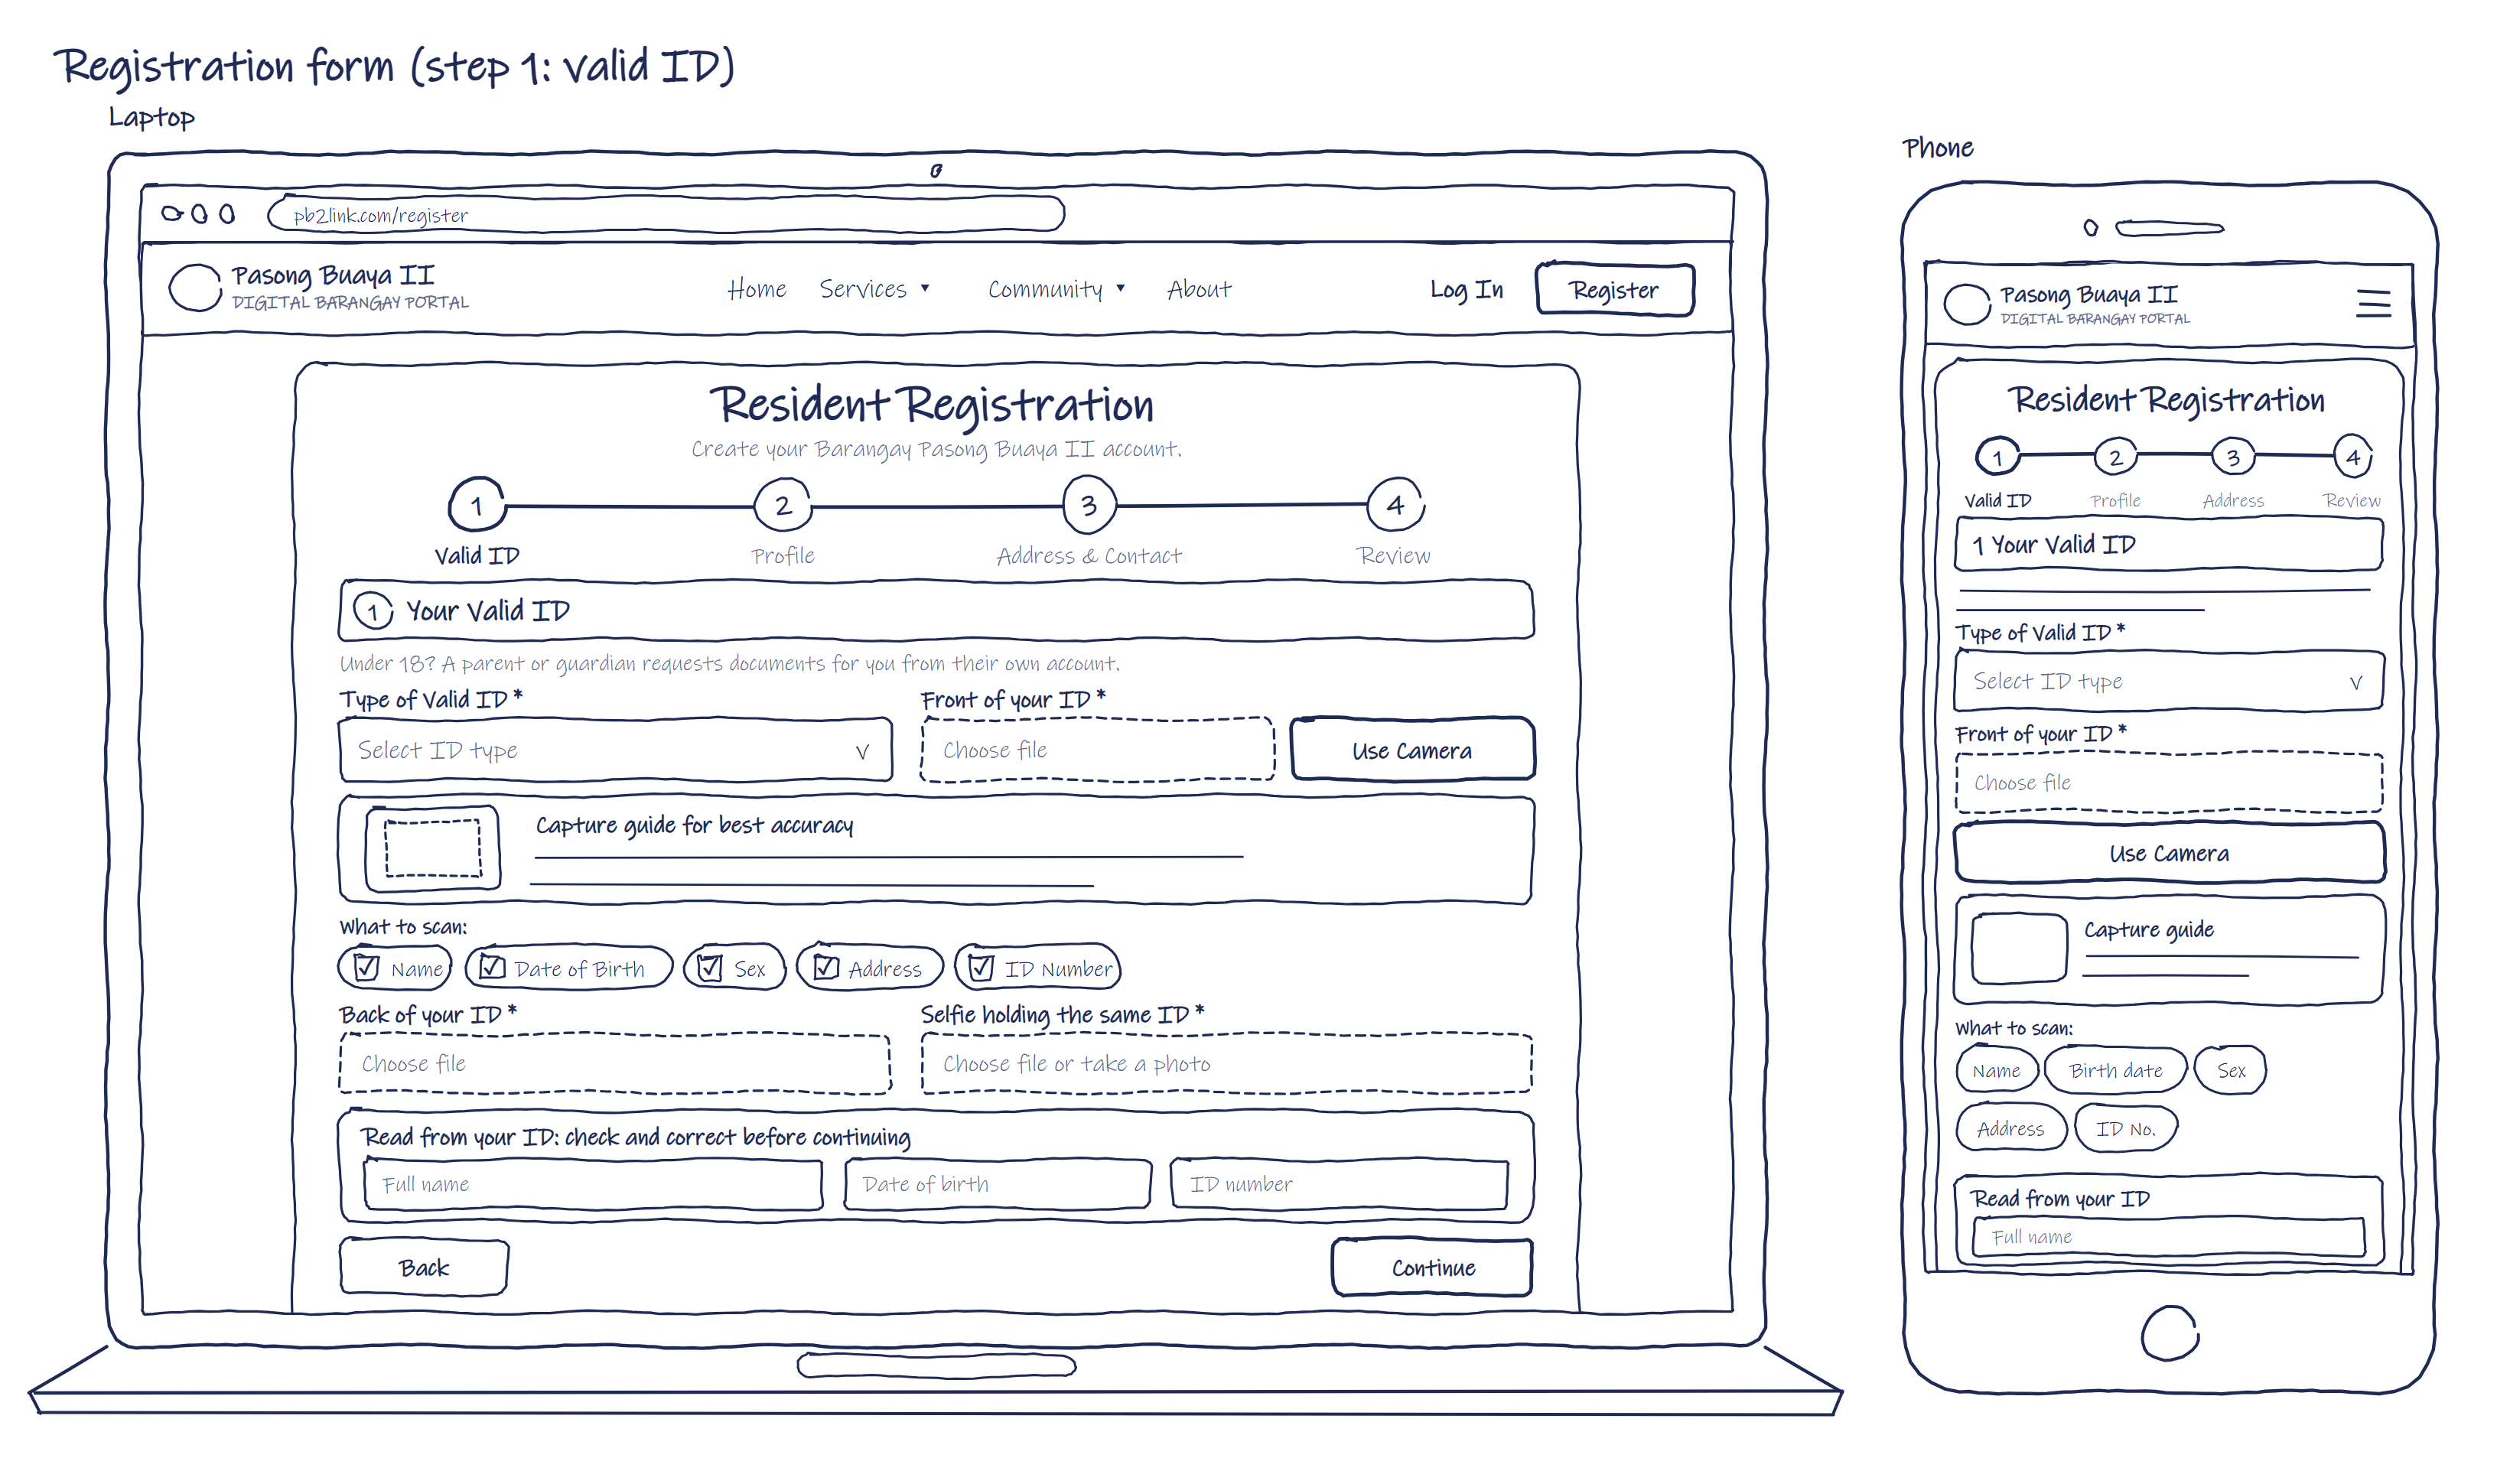 Registration form (step 1: Valid ID)
Laptop
pb2link.com/register
Pasong Buaya II
DIGITAL BARANGAY PORTAL
Home Services ▼ Community ▼ About
Log In Register
Resident Registration
Create your Barangay Pasong Buaya II account.
1 2 3 4
Valid ID Profile Address & Contact Review
1 Your Valid ID
Under 18? A parent or guardian requests documents for you from their own account.
Type of Valid ID * Front of your ID *
Select ID type v Choose file Use Camera
Capture guide for best accuracy
What to scan:
Name Date of Birth Sex Address ID Number
Back of your ID * Selfie holding the same ID *
Choose file Choose file or take a photo
Read from your ID: check and correct before continuing
Full name Date of birth ID number
Back Continue
Phone
Pasong Buaya II
DIGITAL BARANGAY PORTAL
Resident Registration
1 2 3 4
Valid ID Profile Address Review
1 Your Valid ID
Type of Valid ID *
Select ID type v
Front of your ID *
Choose file
Use Camera
Capture guide
What to scan:
Name Birth date Sex
Address ID No.
Read from your ID
Full name